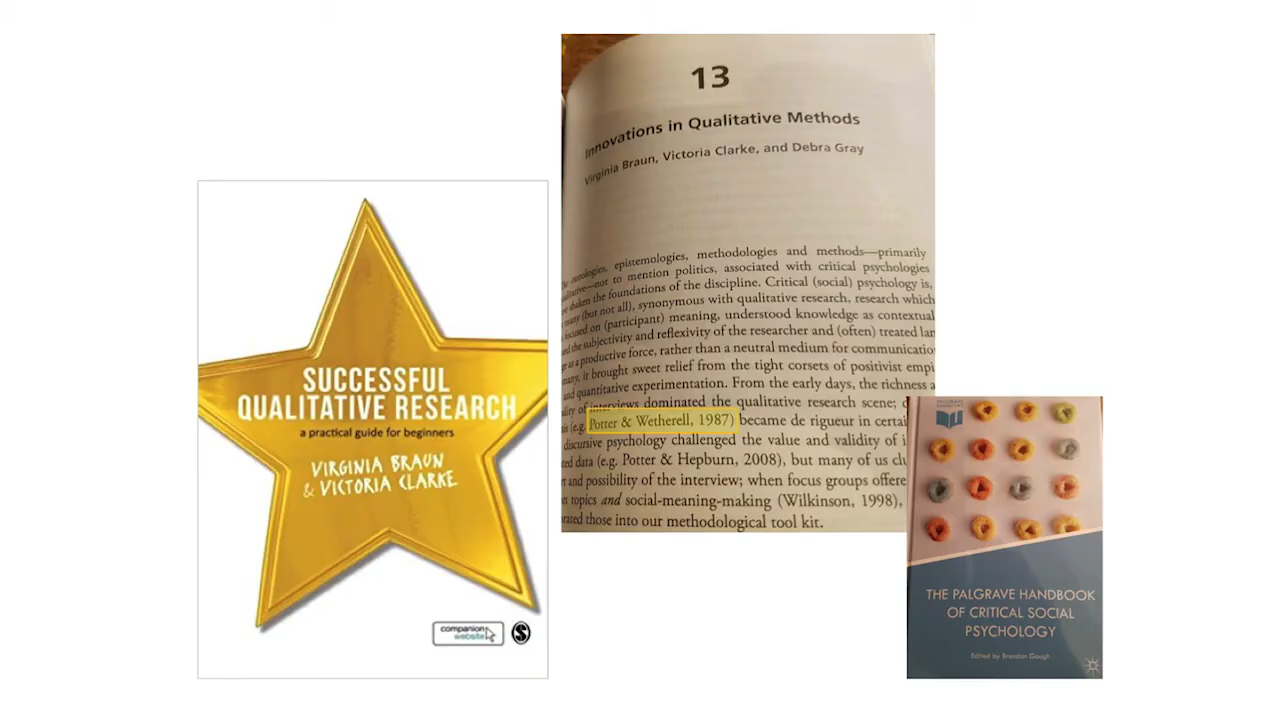 SUCCESSFUL
QUALITATIVE RESEARCH
a practical guide for beginners
VIRGINIA BRAUN
& VICTORIA CLARKE
companion
website
S
13
Innovations in Qualitative Methods
Virginia Braun, Victoria Clarke, and Debra Gray
epistemologies, methodologies and methods—primarily
not to mention politics, associated with critical psychologies
shaken the foundations of the discipline. Critical (social) psychology is,
many (but not all), synonymous with qualitative research, research which
focused on (participant) meaning, understood knowledge as contextual
the subjectivity and reflexivity of the researcher and (often) treated
as a productive force, rather than a neutral medium for
it brought sweet relief from the tight corsets of positivist
and quantitative experimentation. From the early days, the richness
of interviews dominated the qualitative research scene;
(e.g. Potter & Wetherell, 1987) became de rigueur in
discursive psychology challenged the value and validity of
data (e.g. Potter & Hepburn, 2008), but many of us
and possibility of the interview; when focus groups
topics and social-meaning-making (Wilkinson, 1998),
those into our methodological tool kit.
THE PALGRAVE HANDBOOK
OF CRITICAL SOCIAL
PSYCHOLOGY
Edited by Brendan Gough